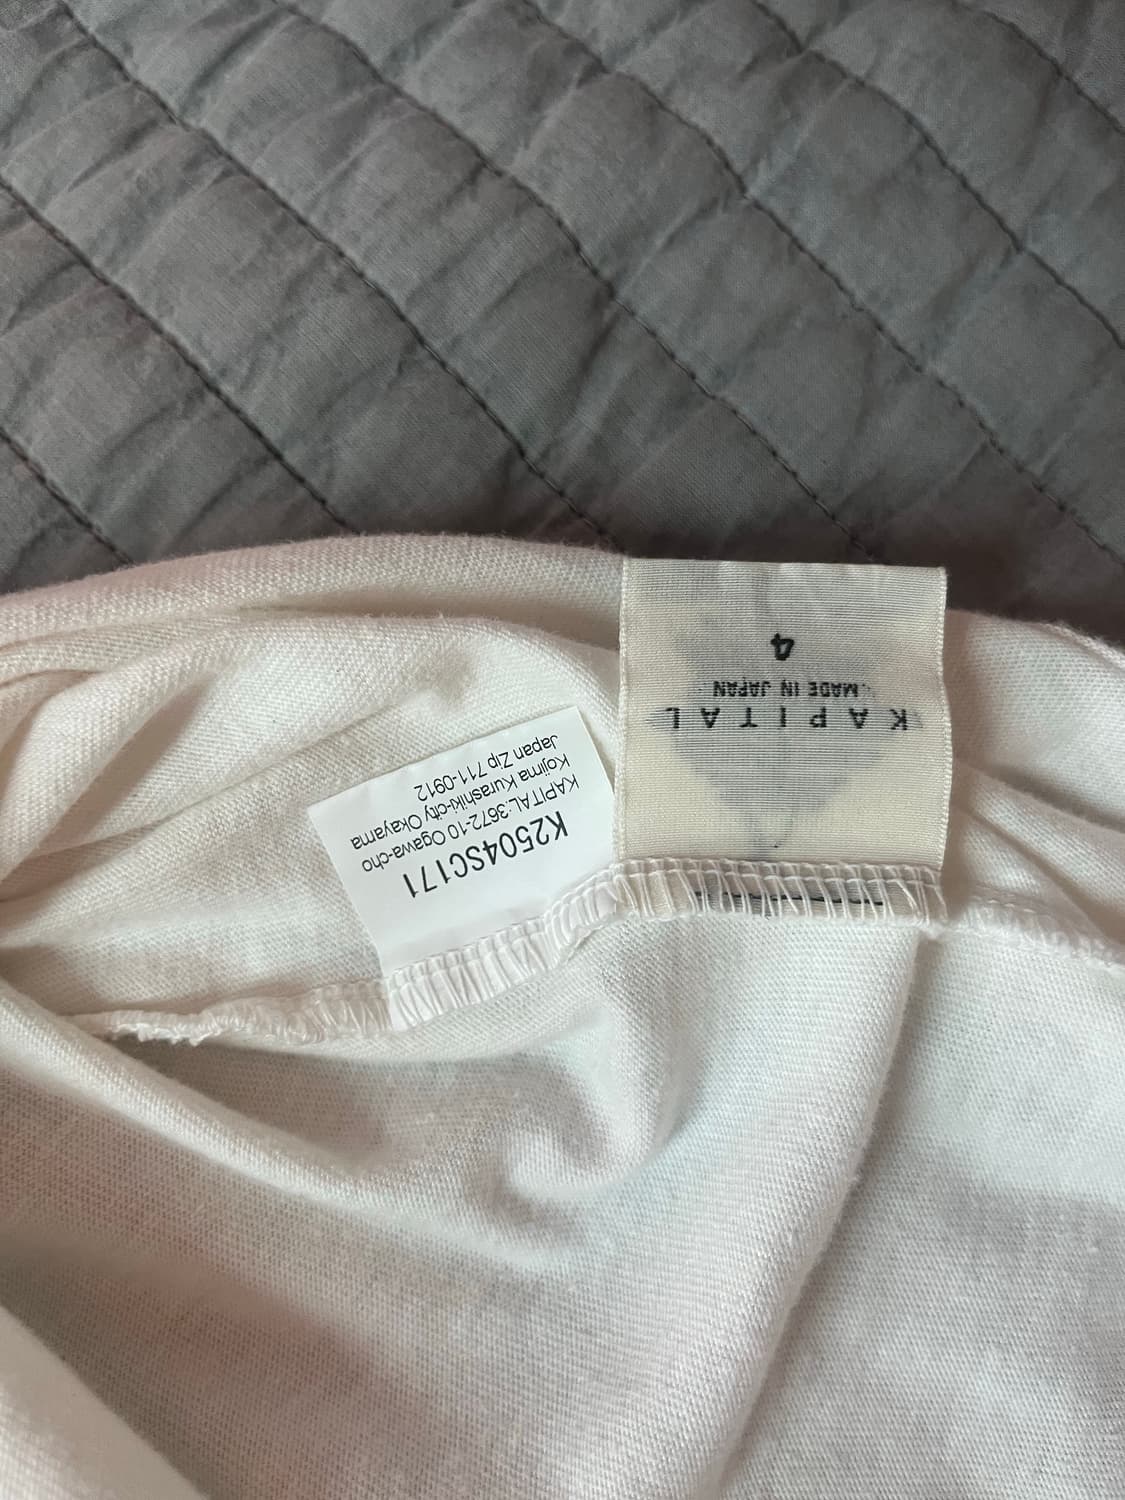 K2504SC171
KAPITAL:3672-10 Ogawa-cho
Kojima Kurashiki-city Okayama
Japan Zip 711-0912
KAPITAL
MADE IN JAPAN
4